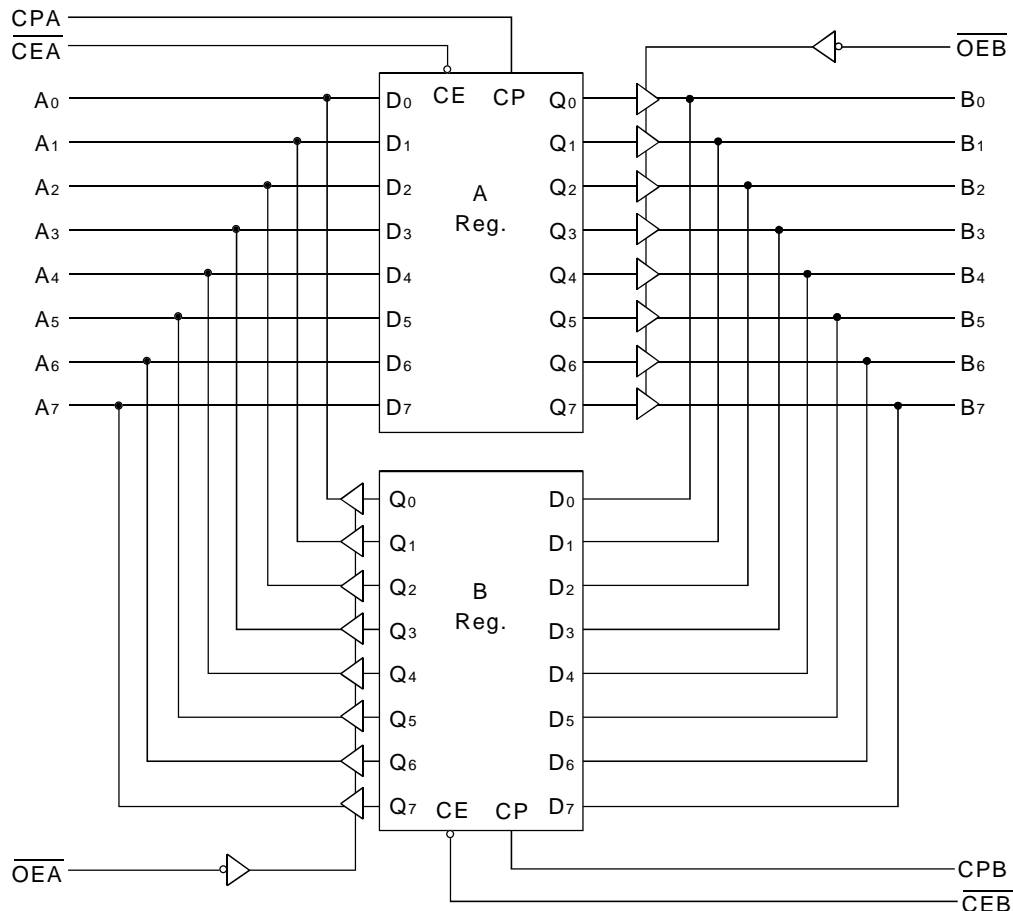 CPA
CEA
OEB
CE CP
A0 D0 Q0 B0
A1 D1 Q1 B1
A2 D2 Q2 B2
A
Reg.
A3 D3 Q3 B3
A4 D4 Q4 B4
A5 D5 Q5 B5
A6 D6 Q6 B6
A7 D7 Q7 B7
Q0 D0
Q1 D1
Q2 D2
B
Reg.
Q3 D3
Q4 D4
Q5 D5
Q6 D6
Q7 CE CP D7
OEA
CPB
CEB